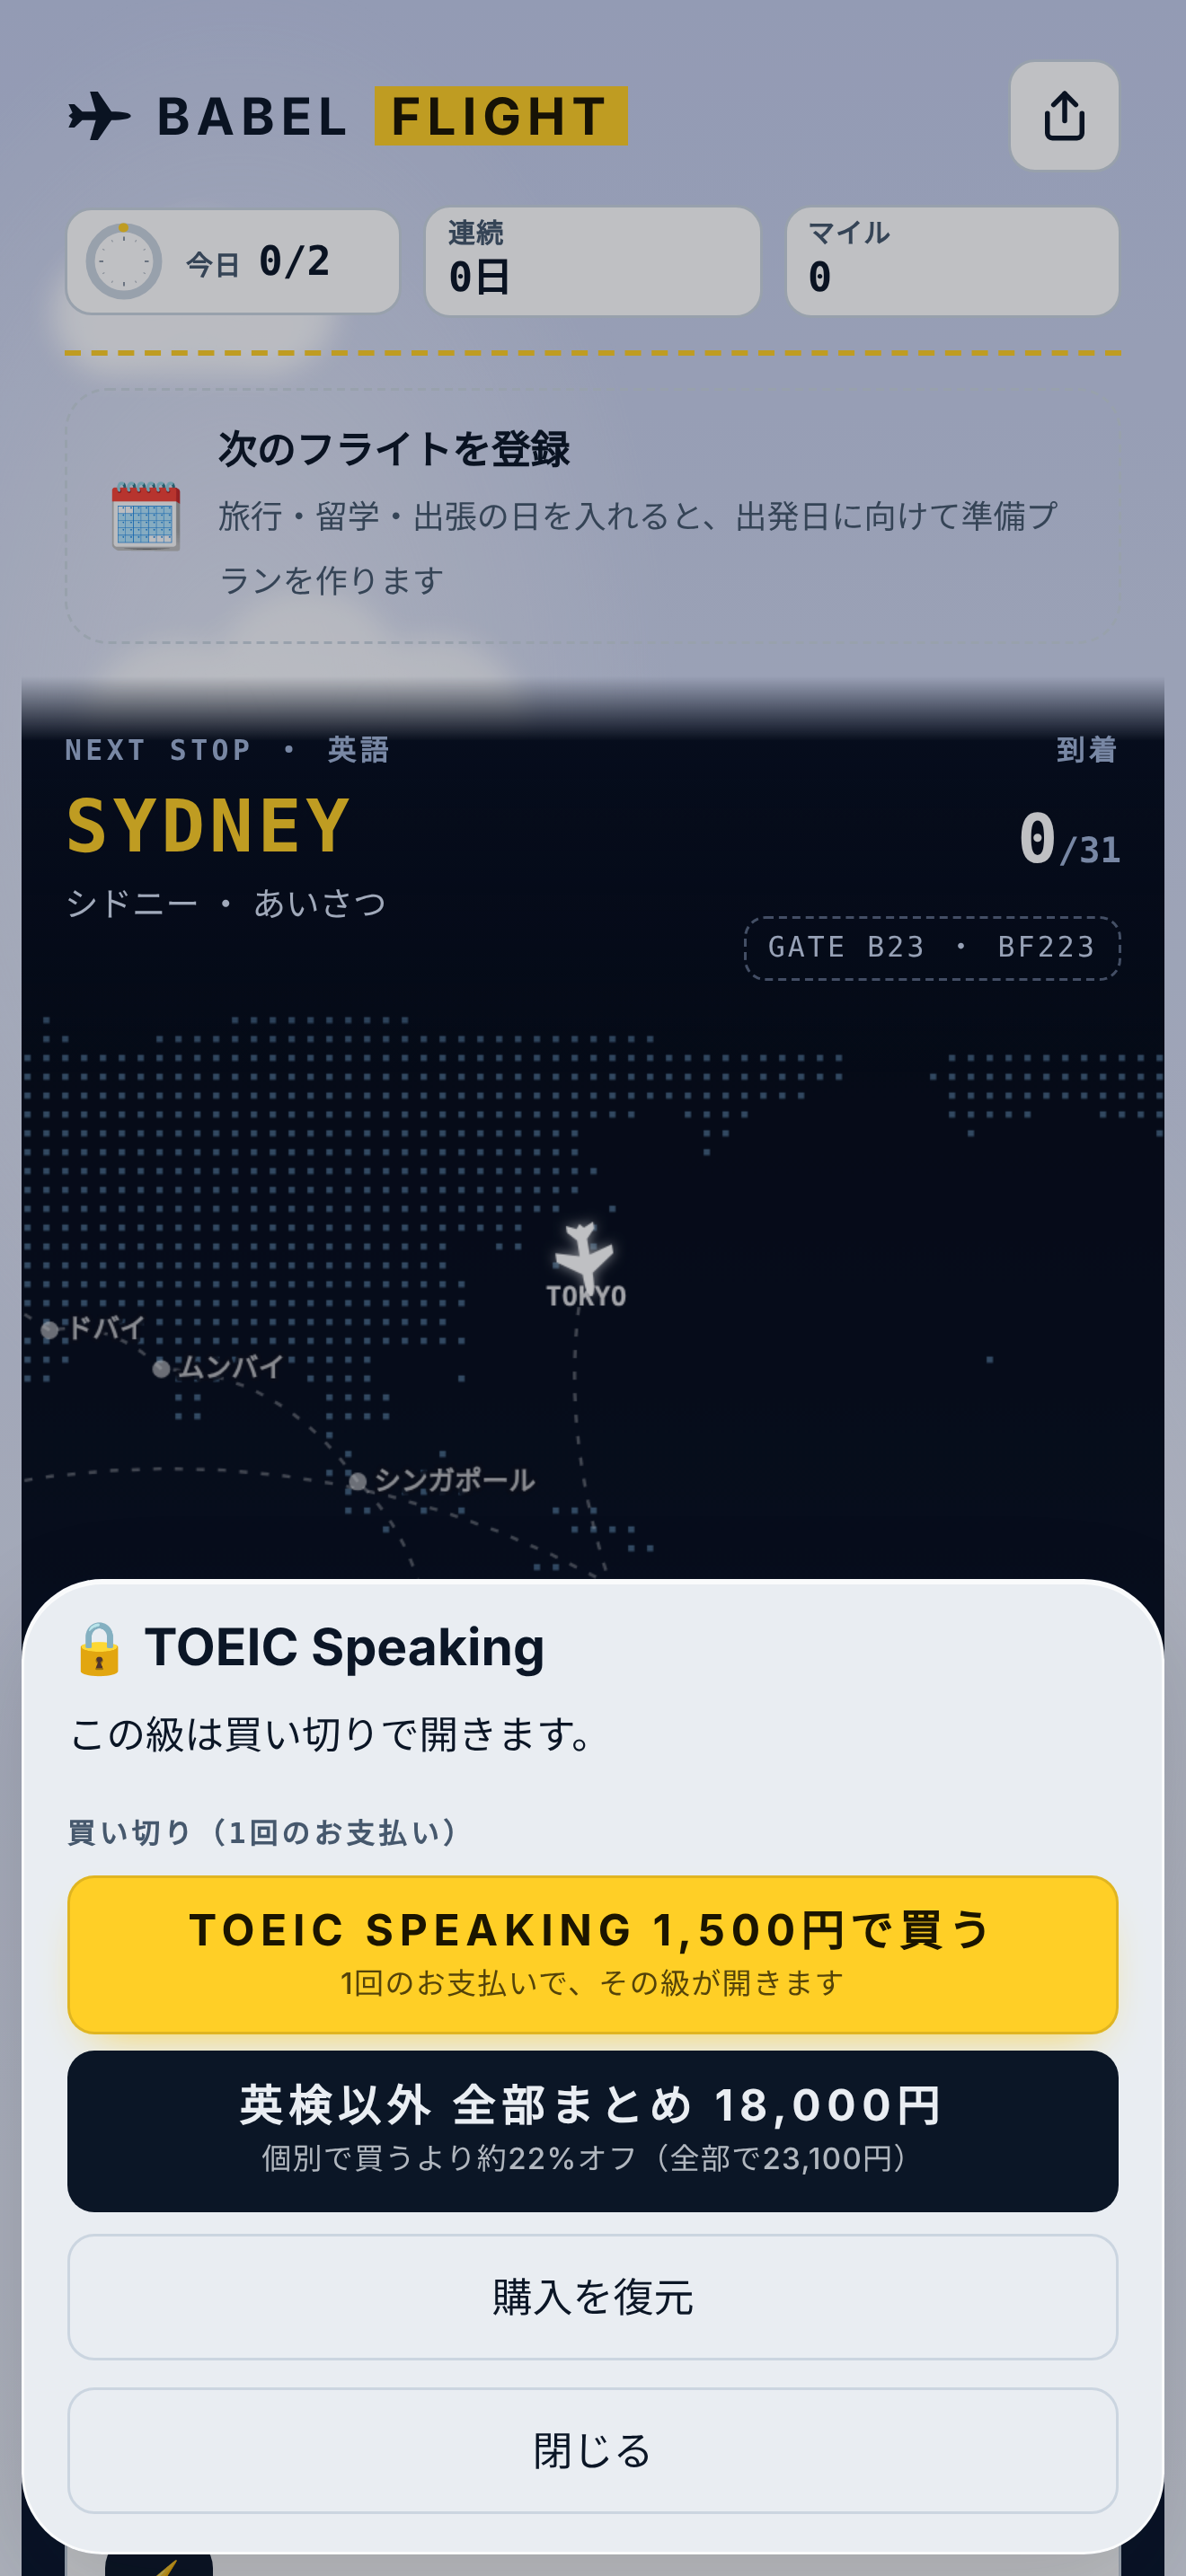 BABEL FLIGHT
今日 0/2
連続
0日
マイル
0
次のフライトを登録
旅行・留学・出張の日を入れると、出発日に向けて準備プ
ランを作ります
NEXT STOP ・ 英語
到着
SYDNEY
0/31
シドニー ・ あいさつ
GATE B23 ・ BF223
TOKYO
ドバイ
ムンバイ
シンガポール
TOEIC Speaking
この級は買い切りで開きます。
買い切り（1回のお支払い）
TOEIC SPEAKING 1,500円で買う
1回のお支払いで、その級が開きます
英検以外 全部まとめ 18,000円
個別で買うより約22%オフ（全部で23,100円）
購入を復元
閉じる